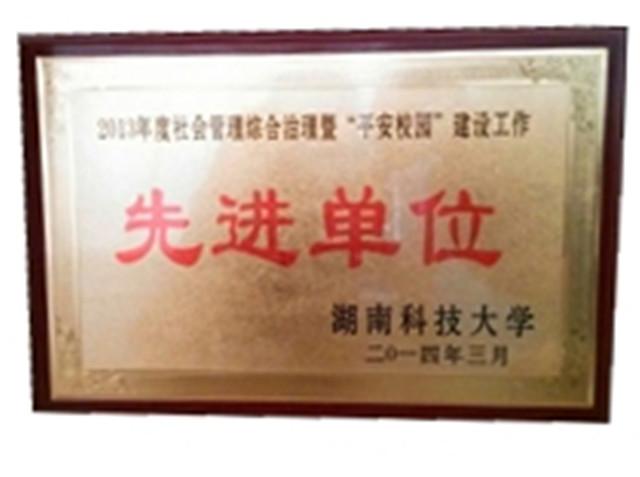 2013年度社会管理综合治理暨“平安校园”建设工作
先进单位
湖南科技大学
二〇一四年三月